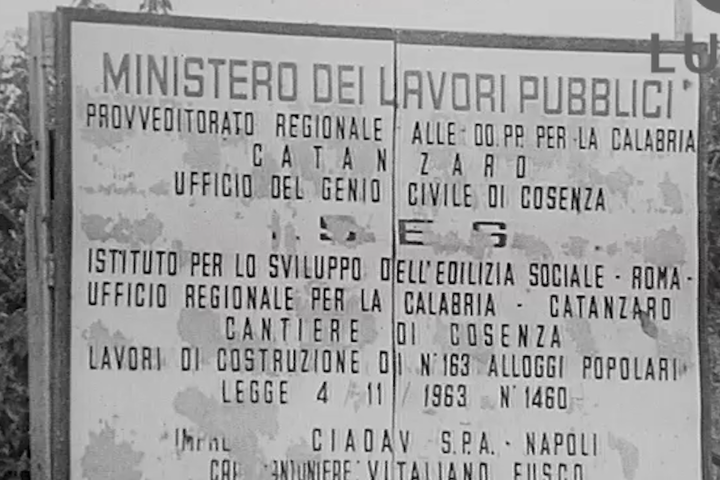 LU
MINISTERO DEI LAVORI PUBBLICI
PROVVEDITORATO REGIONALE ALLE OO.PP. PER LA CALABRIA
CATANZARO
UFFICIO DEL GENIO CIVILE DI COSENZA
I.S.E.S.
ISTITUTO PER LO SVILUPPO DELL'EDILIZIA SOCIALE - ROMA -
UFFICIO REGIONALE PER LA CALABRIA - CATANZARO
CANTIERE DI COSENZA
LAVORI DI COSTRUZIONE DI N° 163 ALLOGGI POPOLARI
LEGGE 4 11 1963 N° 1460
CIADAV S.P.A. - NAPOLI
VITALIANO FUSCO